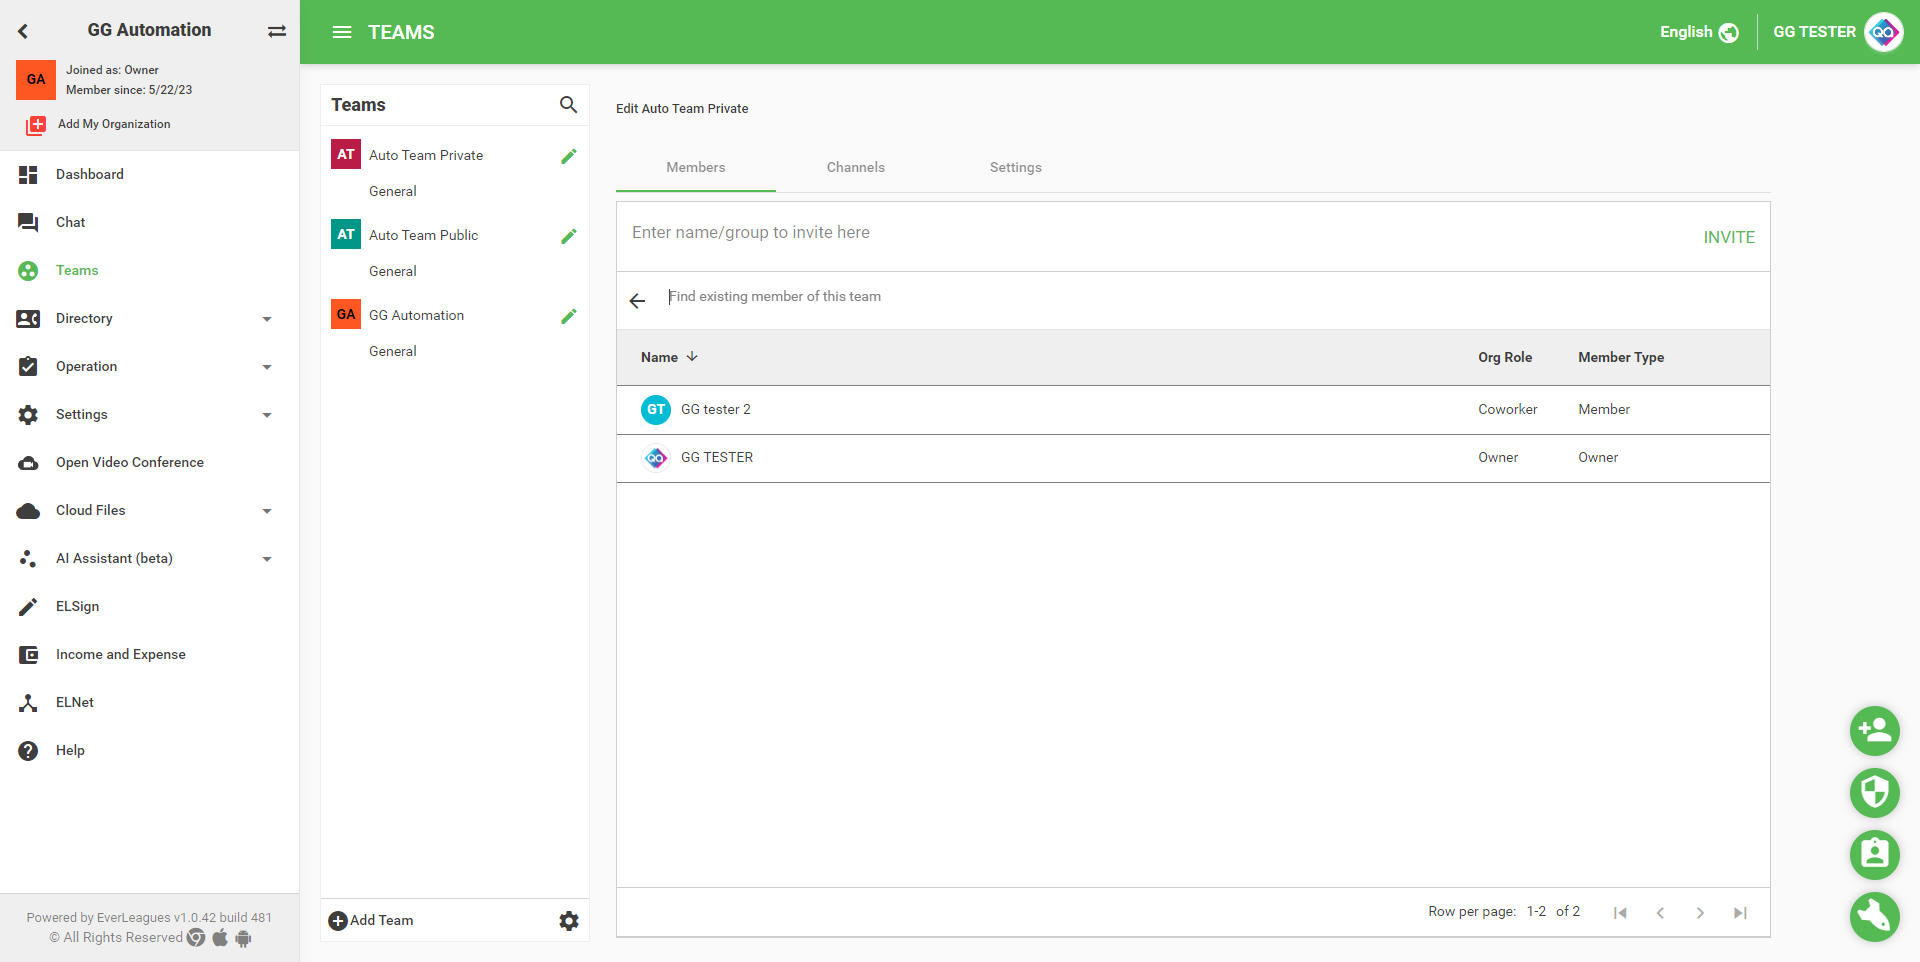 GG Automation
GA
Joined as: Owner
Member since: 5/22/23
Add My Organization
Dashboard
Chat
Teams
Directory
Operation
Settings
Open Video Conference
Cloud Files
AI Assistant (beta)
ELSign
Income and Expense
ELNet
Help
Powered by EverLeagues v1.0.42 build 481
© All Rights Reserved
TEAMS
English
GG TESTER
QA
Teams
AT Auto Team Private
General
AT Auto Team Public
General
GA GG Automation
General
Add Team
Edit Auto Team Private
Members Channels Settings
Enter name/group to invite here
INVITE
Find existing member of this team
Name Org Role Member Type
GT GG tester 2 Coworker Member
QA GG TESTER Owner Owner
Row per page: 1-2 of 2